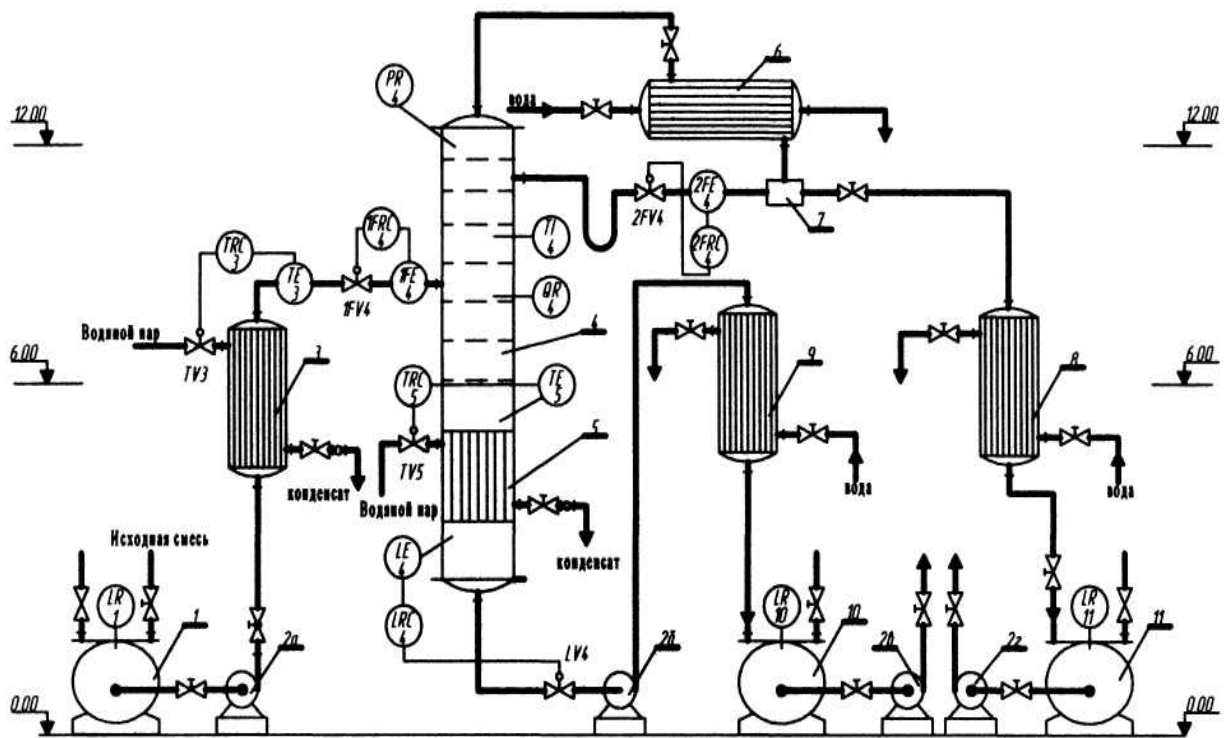 6
PR
4
вода
12.00
12.00
2FE
4
2FV4
7
1FRC
4
TI
4
2FRC
4
TRC
3
TE
3
1FE
4
1FV4
QR
4
Водяной пар
4
6.00
3
9
8
6.00
TV3
TRC
5
TE
5
5
TV5
вода
вода
конденсат
Водяной пар
Исходная смесь
LE
4
конденсат
LR
1
LRC
4
LR
10
LR
11
1
2а
LV4
2б
10
2в
2г
11
0.00
0.00